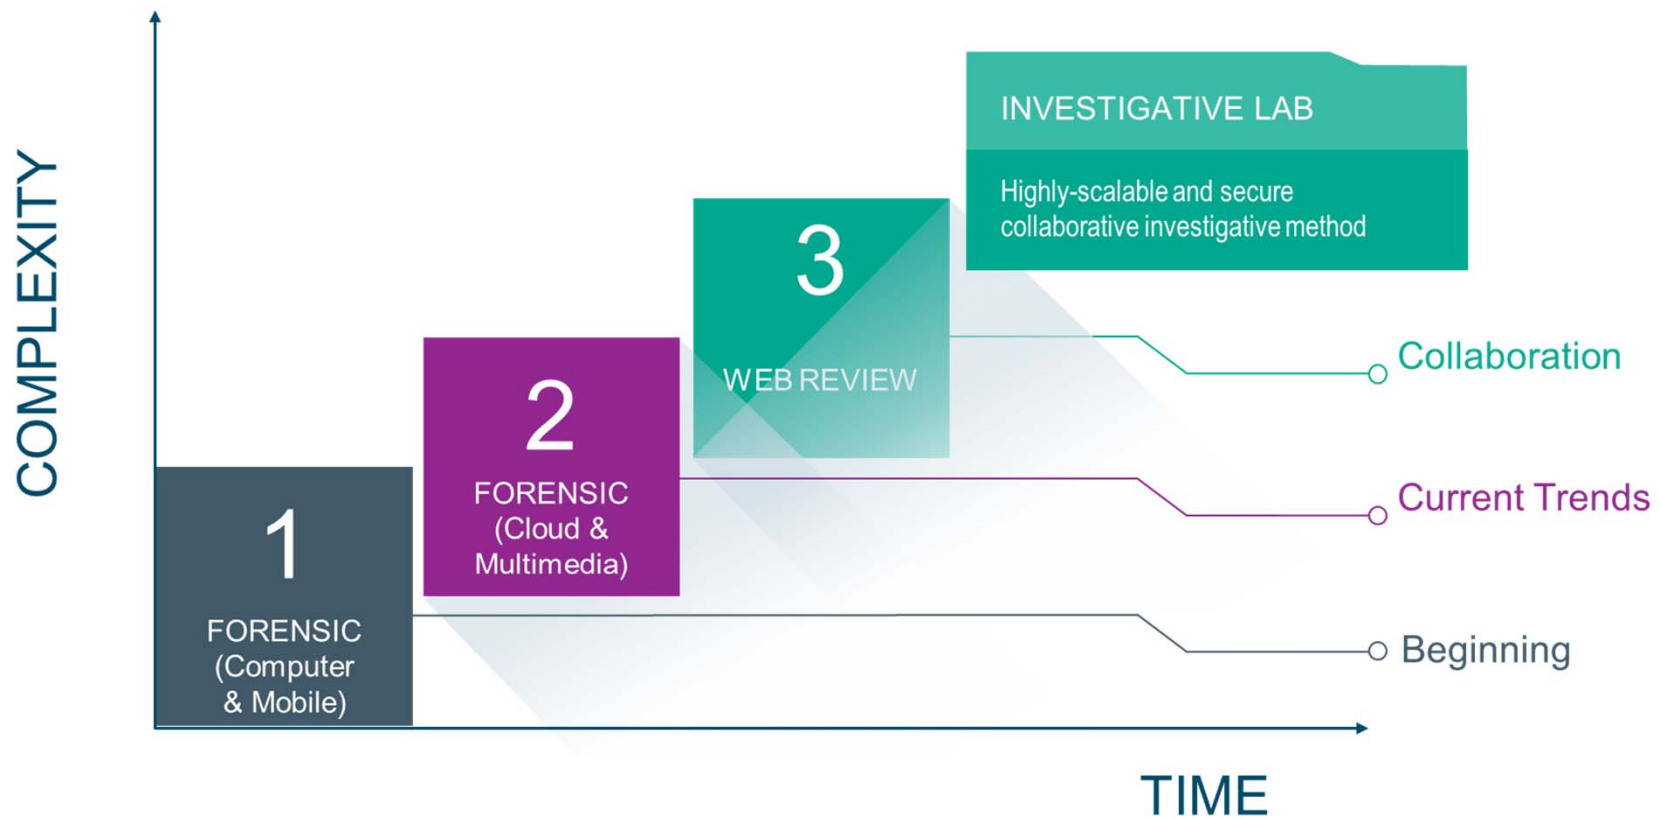 COMPLEXITY
INVESTIGATIVE LAB
Highly-scalable and secure
collaborative investigative method
3
WEB REVIEW
Collaboration
2
FORENSIC
(Cloud &
Multimedia)
Current Trends
1
FORENSIC
(Computer
& Mobile)
Beginning
TIME